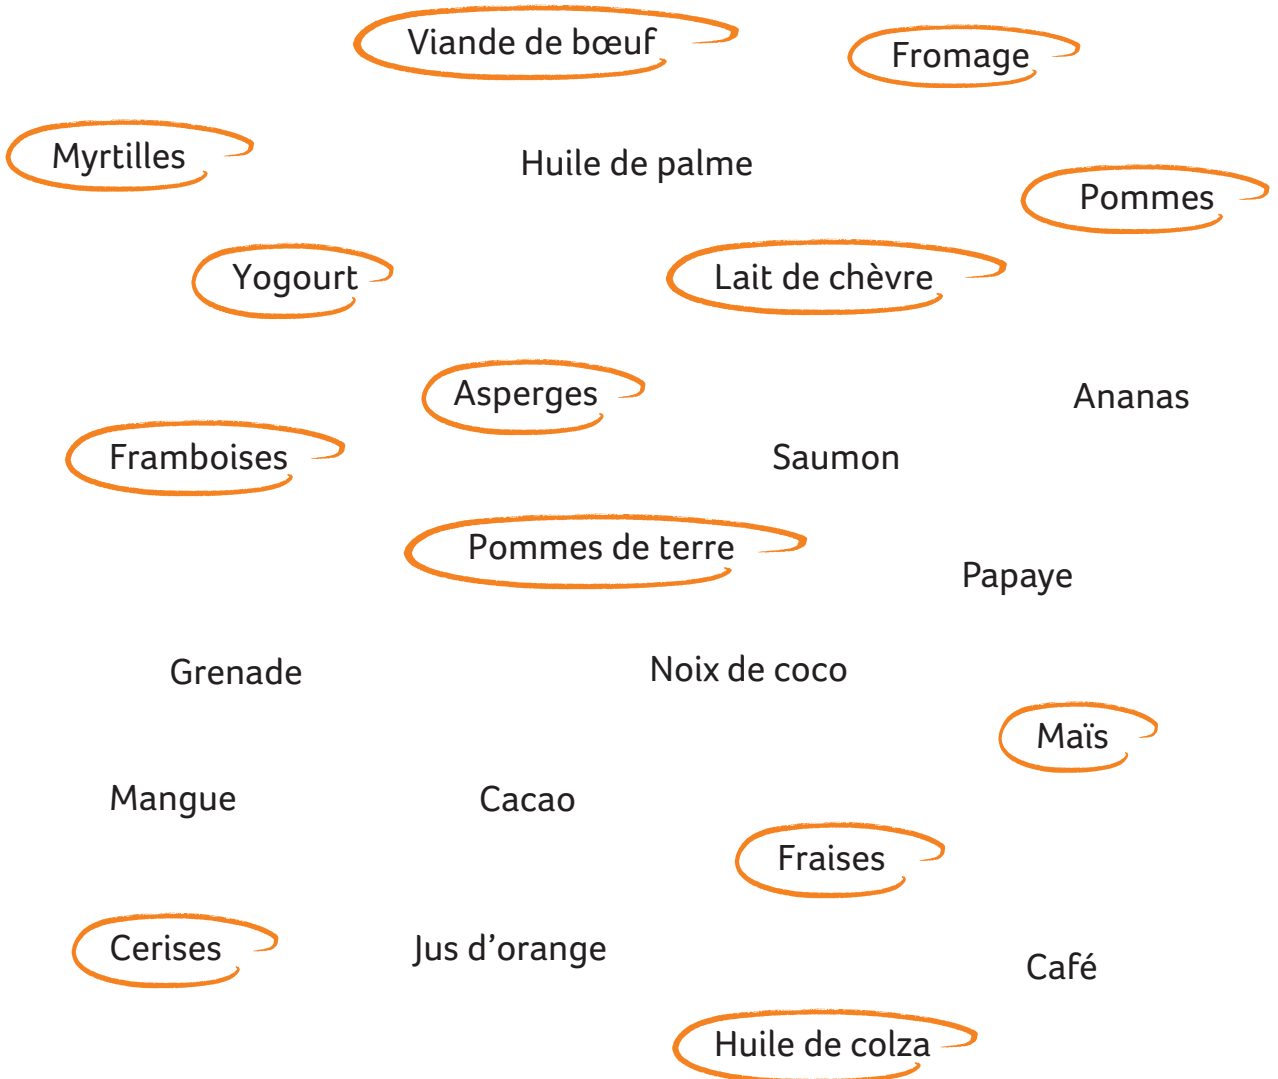 Viande de bœuf
Fromage
Myrtilles
Huile de palme
Pommes
Yogourt
Lait de chèvre
Asperges
Ananas
Framboises
Saumon
Pommes de terre
Papaye
Grenade
Noix de coco
Maïs
Mangue
Cacao
Fraises
Cerises
Jus d’orange
Café
Huile de colza